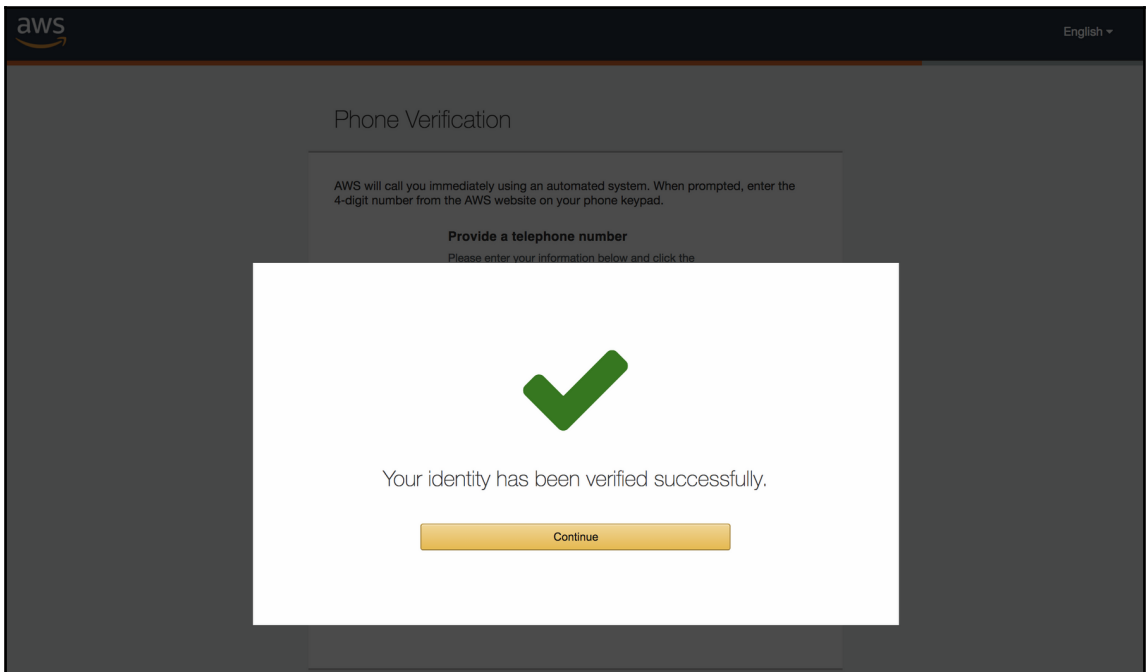 aws
English
Phone Verification
AWS will call you immediately using an automated system. When prompted, enter the
4-digit number from the AWS website on your phone keypad.
Provide a telephone number
Please enter your information below and click the
Your identity has been verified successfully.
Continue